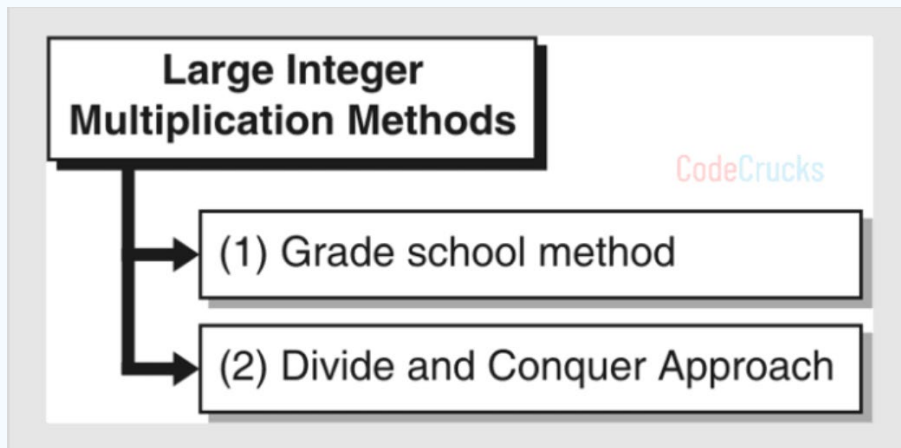 Large Integer
Multiplication Methods
CodeCrucks
(1) Grade school method
(2) Divide and Conquer Approach